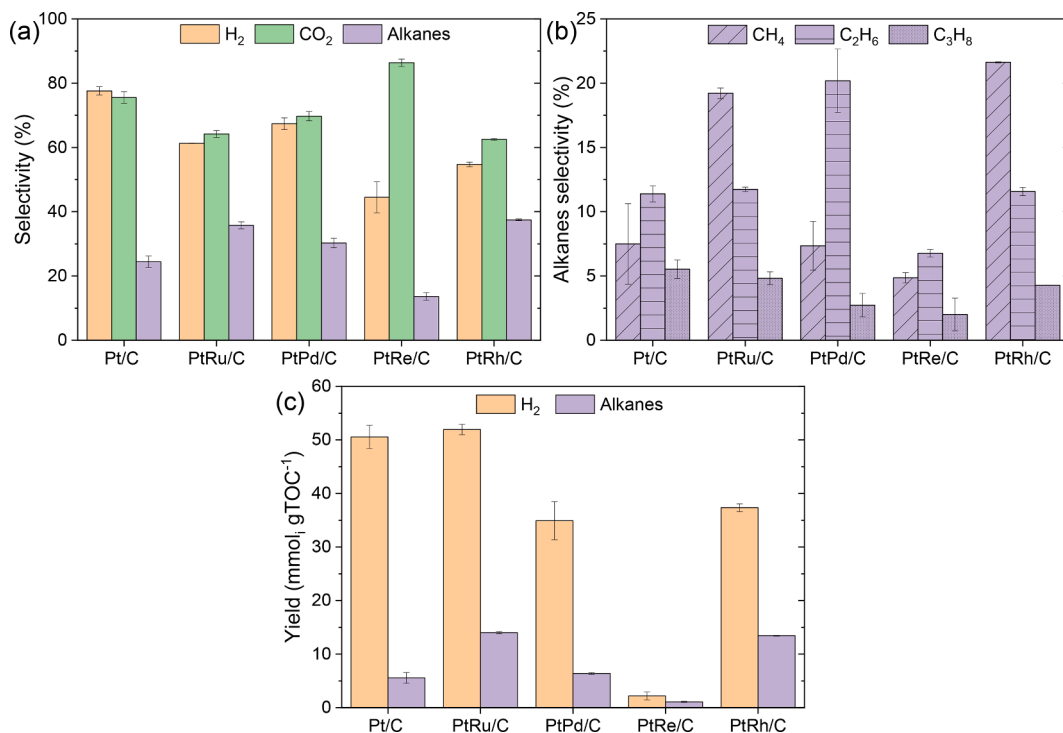 (a)
H₂ CO₂ Alkanes
Selectivity (%)
100
80
60
40
20
0
Pt/C PtRu/C PtPd/C PtRe/C PtRh/C
(b)
CH₄ C₂H₆ C₃H₈
Alkanes selectivity (%)
25
20
15
10
5
0
Pt/C PtRu/C PtPd/C PtRe/C PtRh/C
(c)
H₂ Alkanes
Yield (mmolᵢ gTOC⁻¹)
60
50
40
30
20
10
0
Pt/C PtRu/C PtPd/C PtRe/C PtRh/C